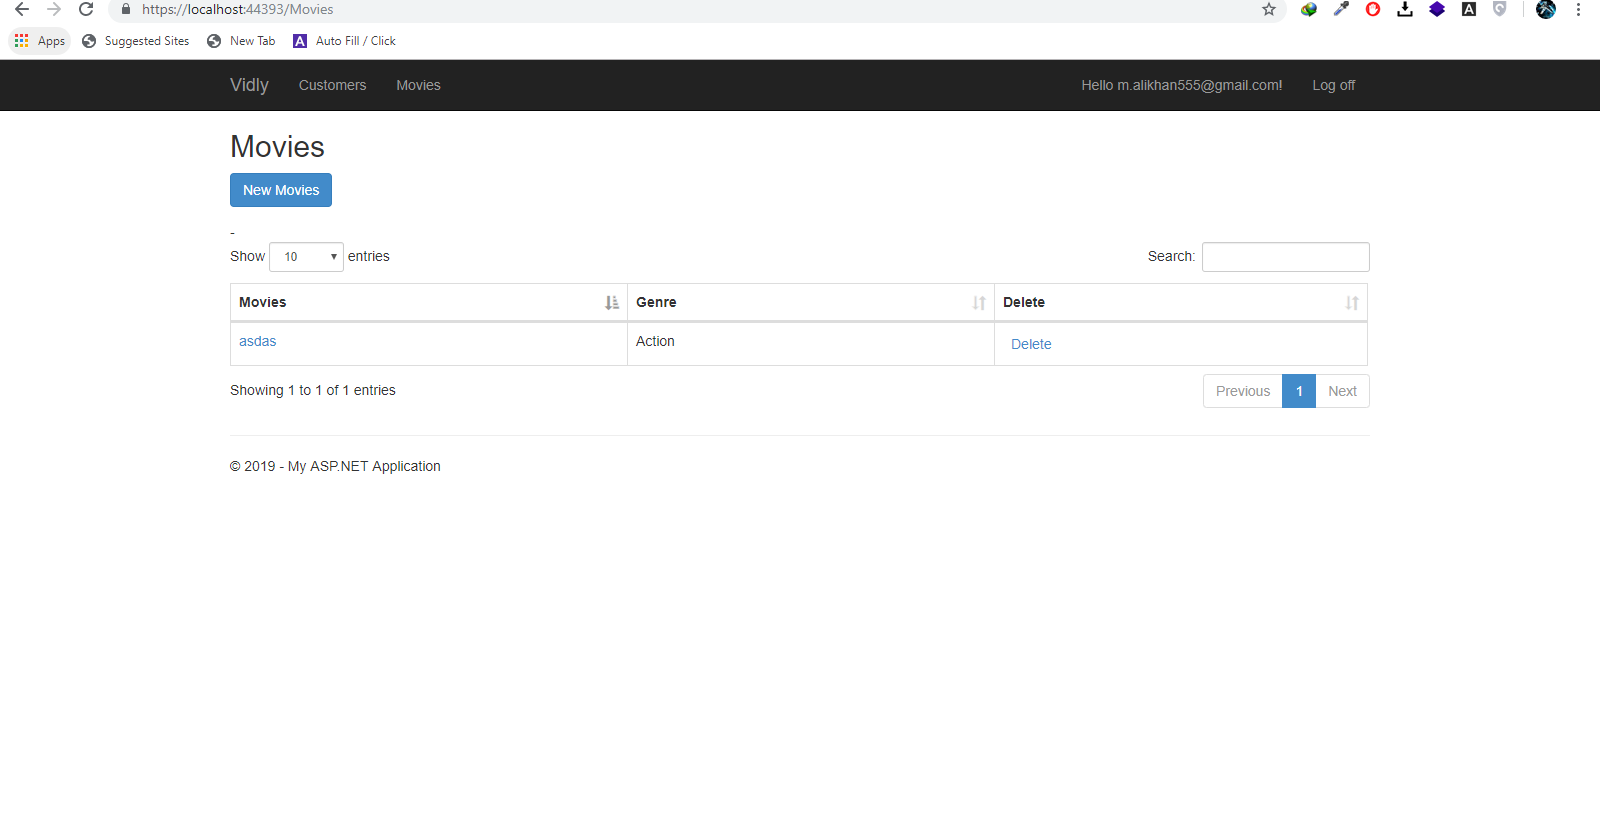 https://localhost:44393/Movies
Apps Suggested Sites New Tab A Auto Fill / Click
Vidly Customers Movies Hello m.alikhan555@gmail.com! Log off
Movies
New Movies
-
Show 10 entries Search:
Movies Genre Delete
asdas Action Delete
Showing 1 to 1 of 1 entries Previous 1 Next
© 2019 - My ASP.NET Application